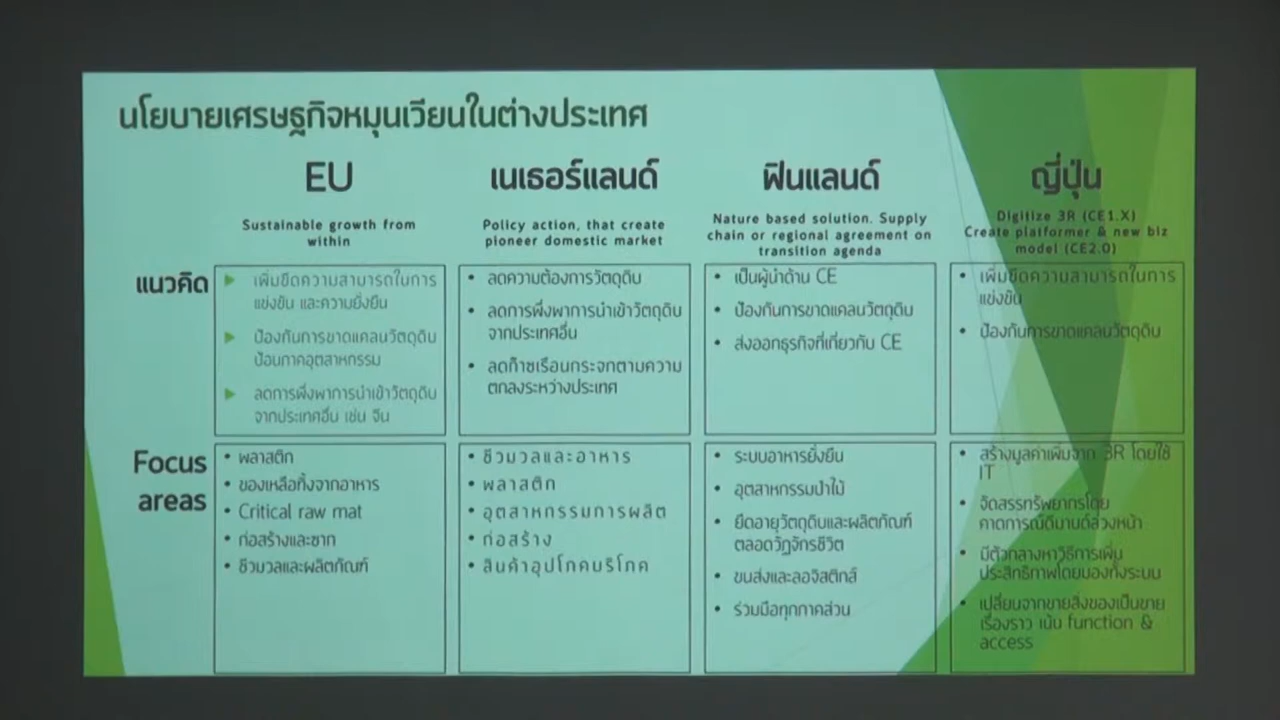 นโยบายเศรษฐกิจหมุนเวียนในต่างประเทศ
EU
Sustainable growth from
within
เนเธอร์แลนด์
Policy action, that create
pioneer domestic market
ฟินแลนด์
Nature based solution. Supply
chain or regional agreement on
transition agenda
ญี่ปุ่น
Digitize 3R (CE1.X)
Create platformer & new biz
model (CE2.0)
แนวคิด
เพิ่มขีดความสามารถในการ
แข่งขัน และความยั่งยืน
ป้องกันการขาดแคลนวัตถุดิบ
ป้อนภาคอุตสาหกรรม
ลดการพึ่งพาการนำเข้าวัตถุดิบ
จากประเทศอื่น เช่น จีน
• ลดความต้องการวัตถุดิบ
• ลดการพึ่งพาการนำเข้าวัตถุดิบ
จากประเทศอื่น
• ลดก๊าซเรือนกระจกตามความ
ตกลงระหว่างประเทศ
• เป็นผู้นำด้าน CE
• ป้องกันการขาดแคลนวัตถุดิบ
• ส่งออกธุรกิจที่เกี่ยวกับ CE
• เพิ่มขีดความสามารถในการ
แข่งขัน
• ป้องกันการขาดแคลนวัตถุดิบ
Focus
areas
• พลาสติก
• ของเหลือทิ้งจากอาหาร
• Critical raw mat
• ก่อสร้างและซาก
• ชีวมวลและผลิตภัณฑ์
• ชีวมวลและอาหาร
• พลาสติก
• อุตสาหกรรมการผลิต
• ก่อสร้าง
• สินค้าอุปโภคบริโภค
• ระบบอาหารยั่งยืน
• อุตสาหกรรมป่าไม้
• ยืดอายุวัตถุดิบและผลิตภัณฑ์
ตลอดวัฏจักรชีวิต
• ขนส่งและลอจิสติกส์
• ร่วมมือทุกภาคส่วน
• สร้างมูลค่าเพิ่มจาก 3R โดยใช้
IT
• จัดสรรทรัพยากรโดย
คาดการณ์ดีมานด์ล่วงหน้า
• มีตัวกลางหาวิธีการเพิ่ม
ประสิทธิภาพโดยมองทั้งระบบ
• เปลี่ยนจากขายสิ่งของเป็นขาย
เรื่องราว เน้น function &
access